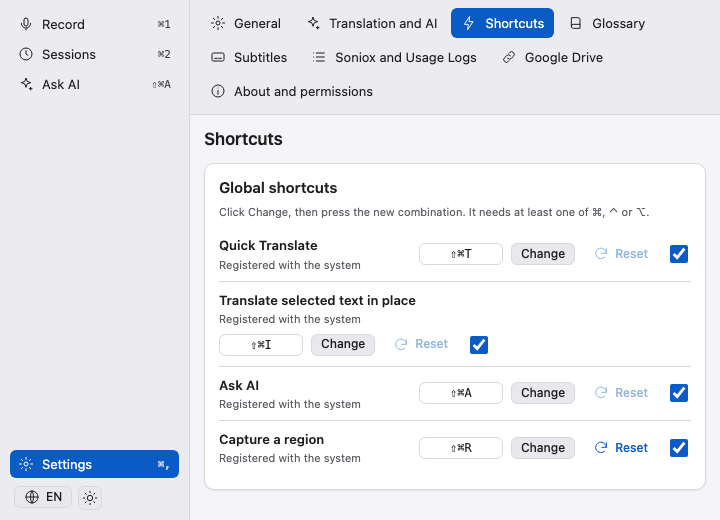 Record ⌘1
Sessions ⌘2
Ask AI ⇧⌘A
General
Translation and AI
Shortcuts
Glossary
Subtitles
Soniox and Usage Logs
Google Drive
About and permissions
Shortcuts
Global shortcuts
Click Change, then press the new combination. It needs at least one of ⌘, ^ or ⌥.
Quick Translate
Registered with the system
⇧⌘T Change Reset
Translate selected text in place
Registered with the system
⇧⌘I Change Reset
Ask AI
Registered with the system
⇧⌘A Change Reset
Capture a region
Registered with the system
⇧⌘R Change Reset
Settings ⌘,
EN